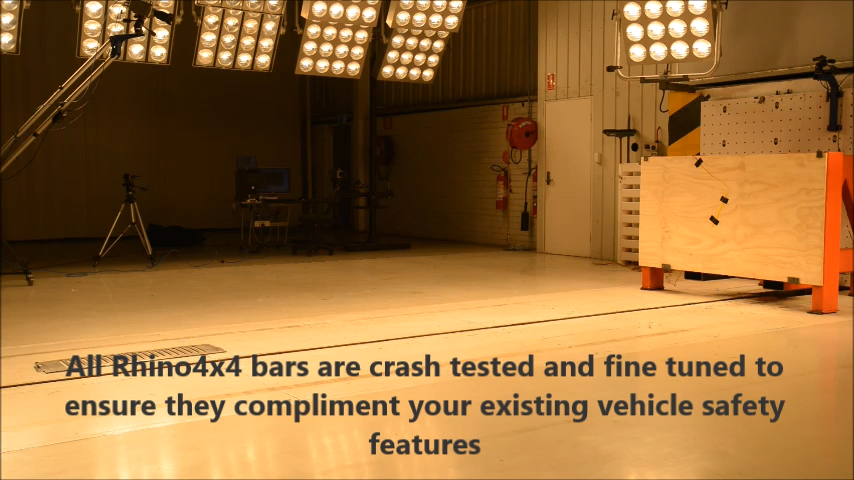 All Rhino4x4 bars are crash tested and fine tuned to
ensure they compliment your existing vehicle safety
features